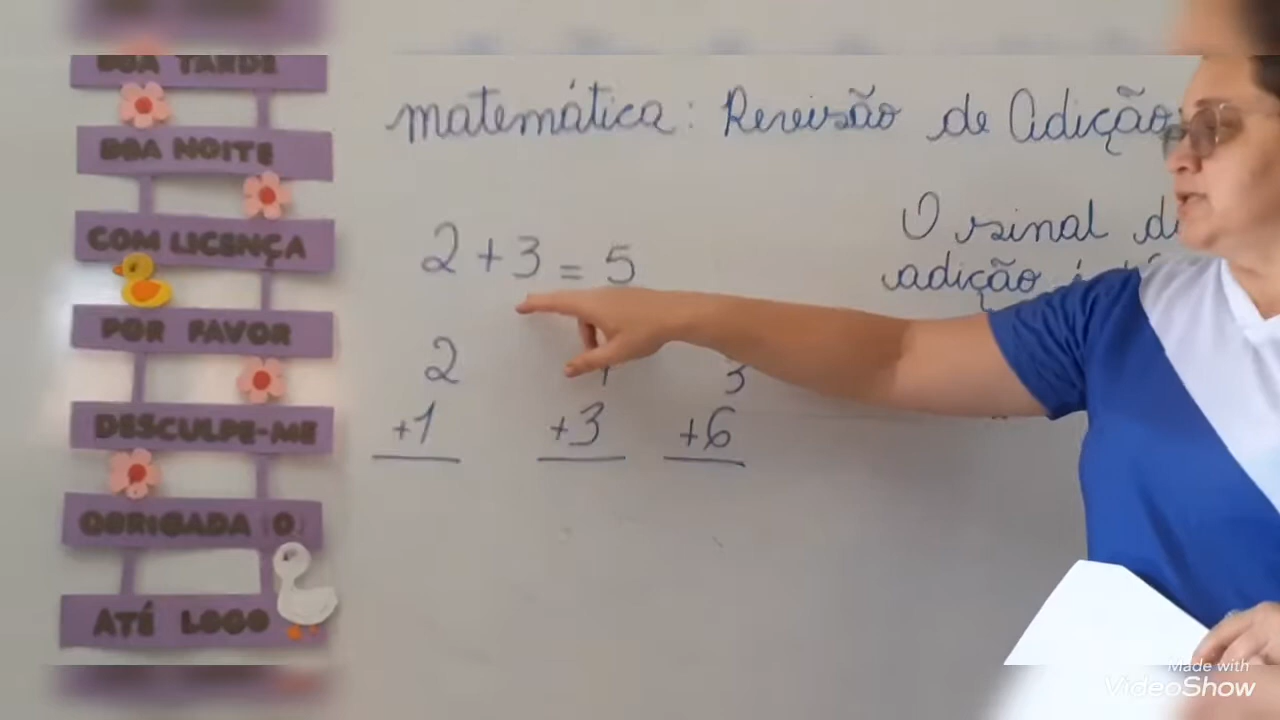 BOA TARDE
BOA NOITE
COM LICENÇA
POR FAVOR
DESCULPE-ME
OBRIGADA (O)
ATÉ LOGO
matemática: Revisão de Adição
2 + 3 = 5
O sinal
adição é
2 3
+1 +3 +6
Made with
VideoShow